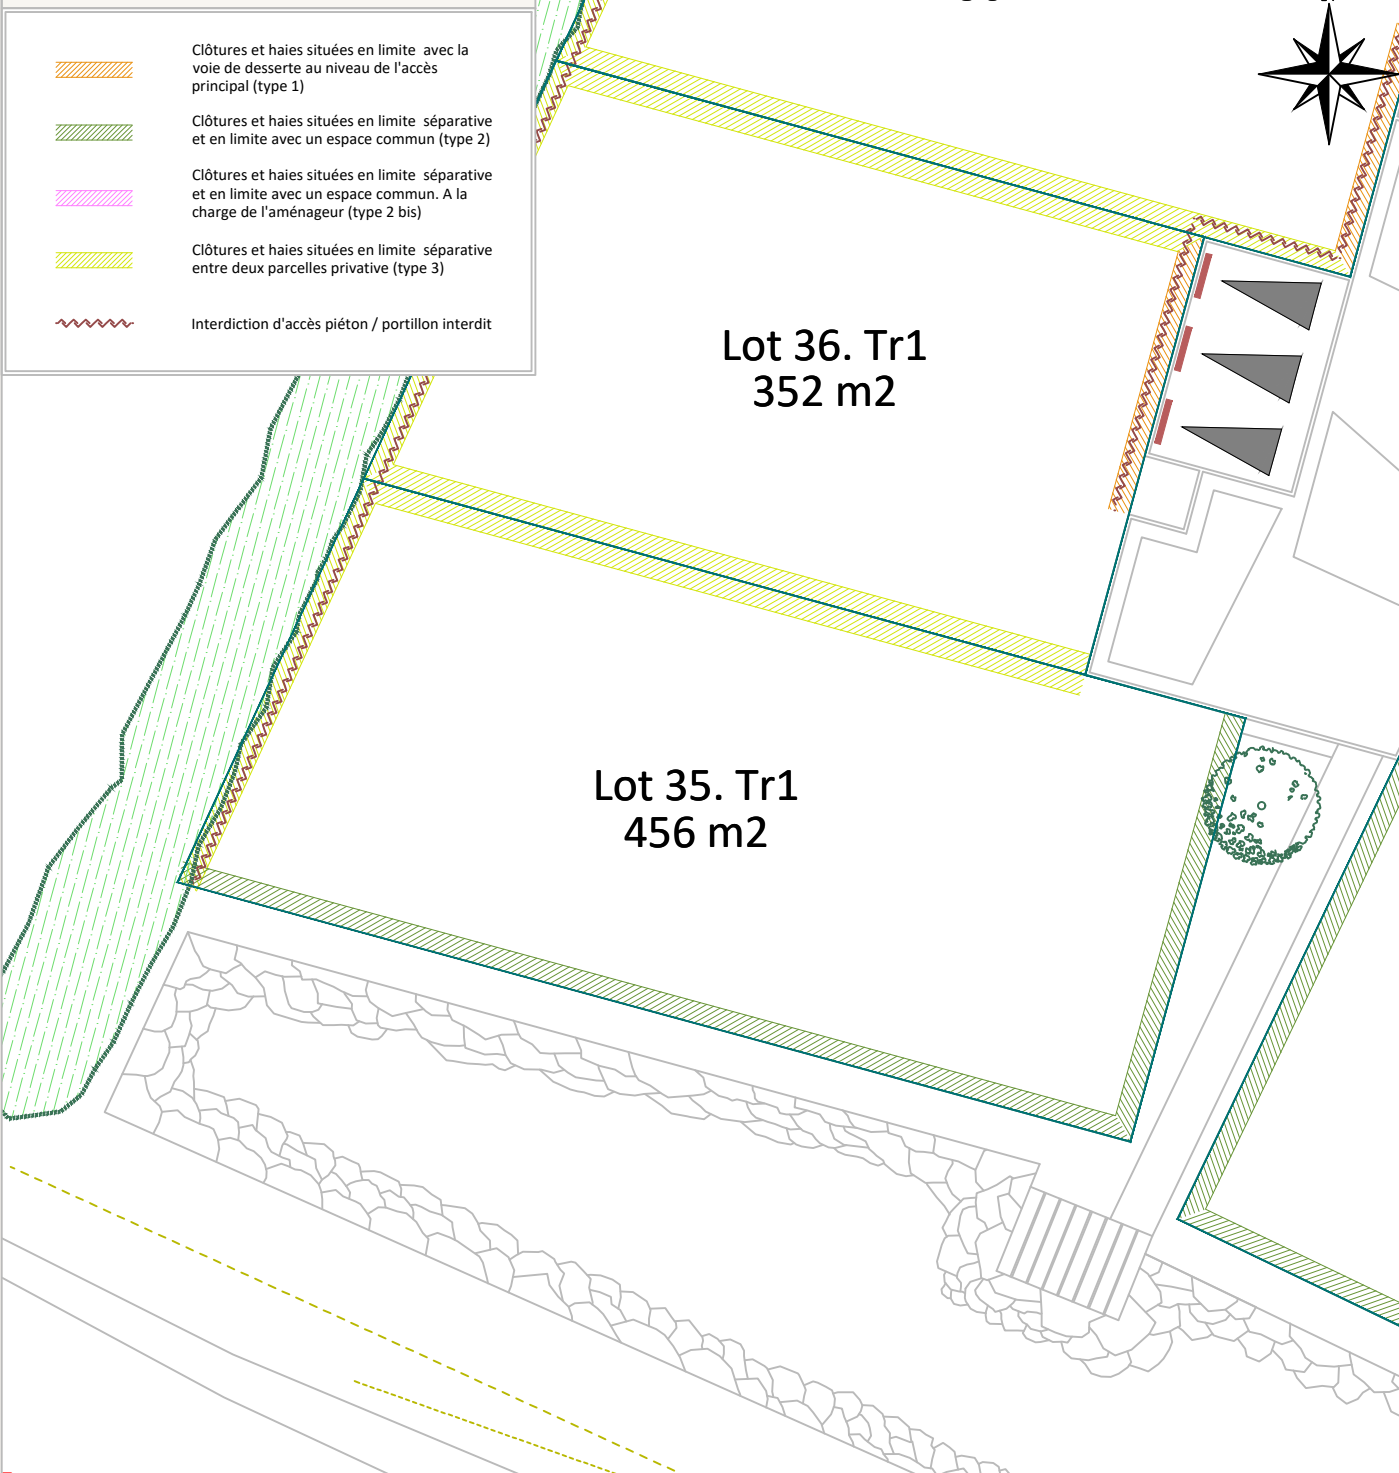 Clôtures et haies situées en limite avec la
voie de desserte au niveau de l'accès
principal (type 1)
Clôtures et haies situées en limite séparative
et en limite avec un espace commun (type 2)
Clôtures et haies situées en limite séparative
et en limite avec un espace commun. A la
charge de l'aménageur (type 2 bis)
Clôtures et haies situées en limite séparative
entre deux parcelles privative (type 3)
Interdiction d'accès piéton / portillon interdit
Lot 36. Tr1
352 m2
Lot 35. Tr1
456 m2